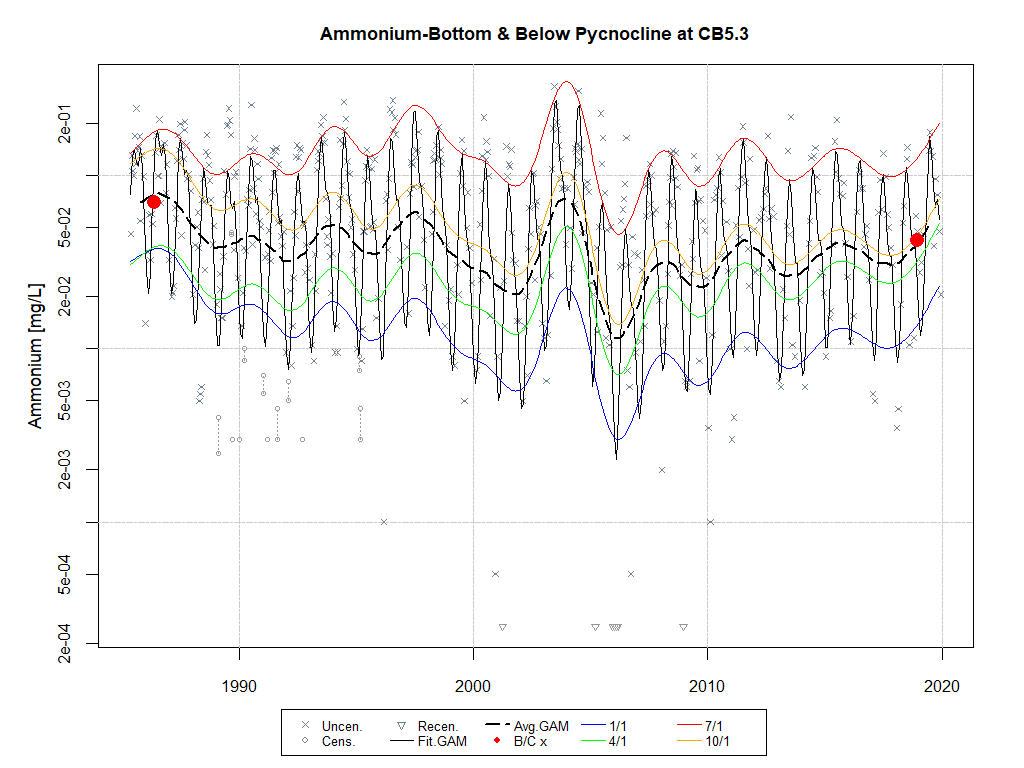 Ammonium-Bottom & Below Pycnocline at CB5.3
Ammonium [mg/L]
2e-01
5e-02
2e-02
5e-03
2e-03
5e-04
2e-04
1990 2000 2010 2020
Uncen. Recen. Avg.GAM 1/1 7/1
Cens. Fit.GAM B/C x 4/1 10/1